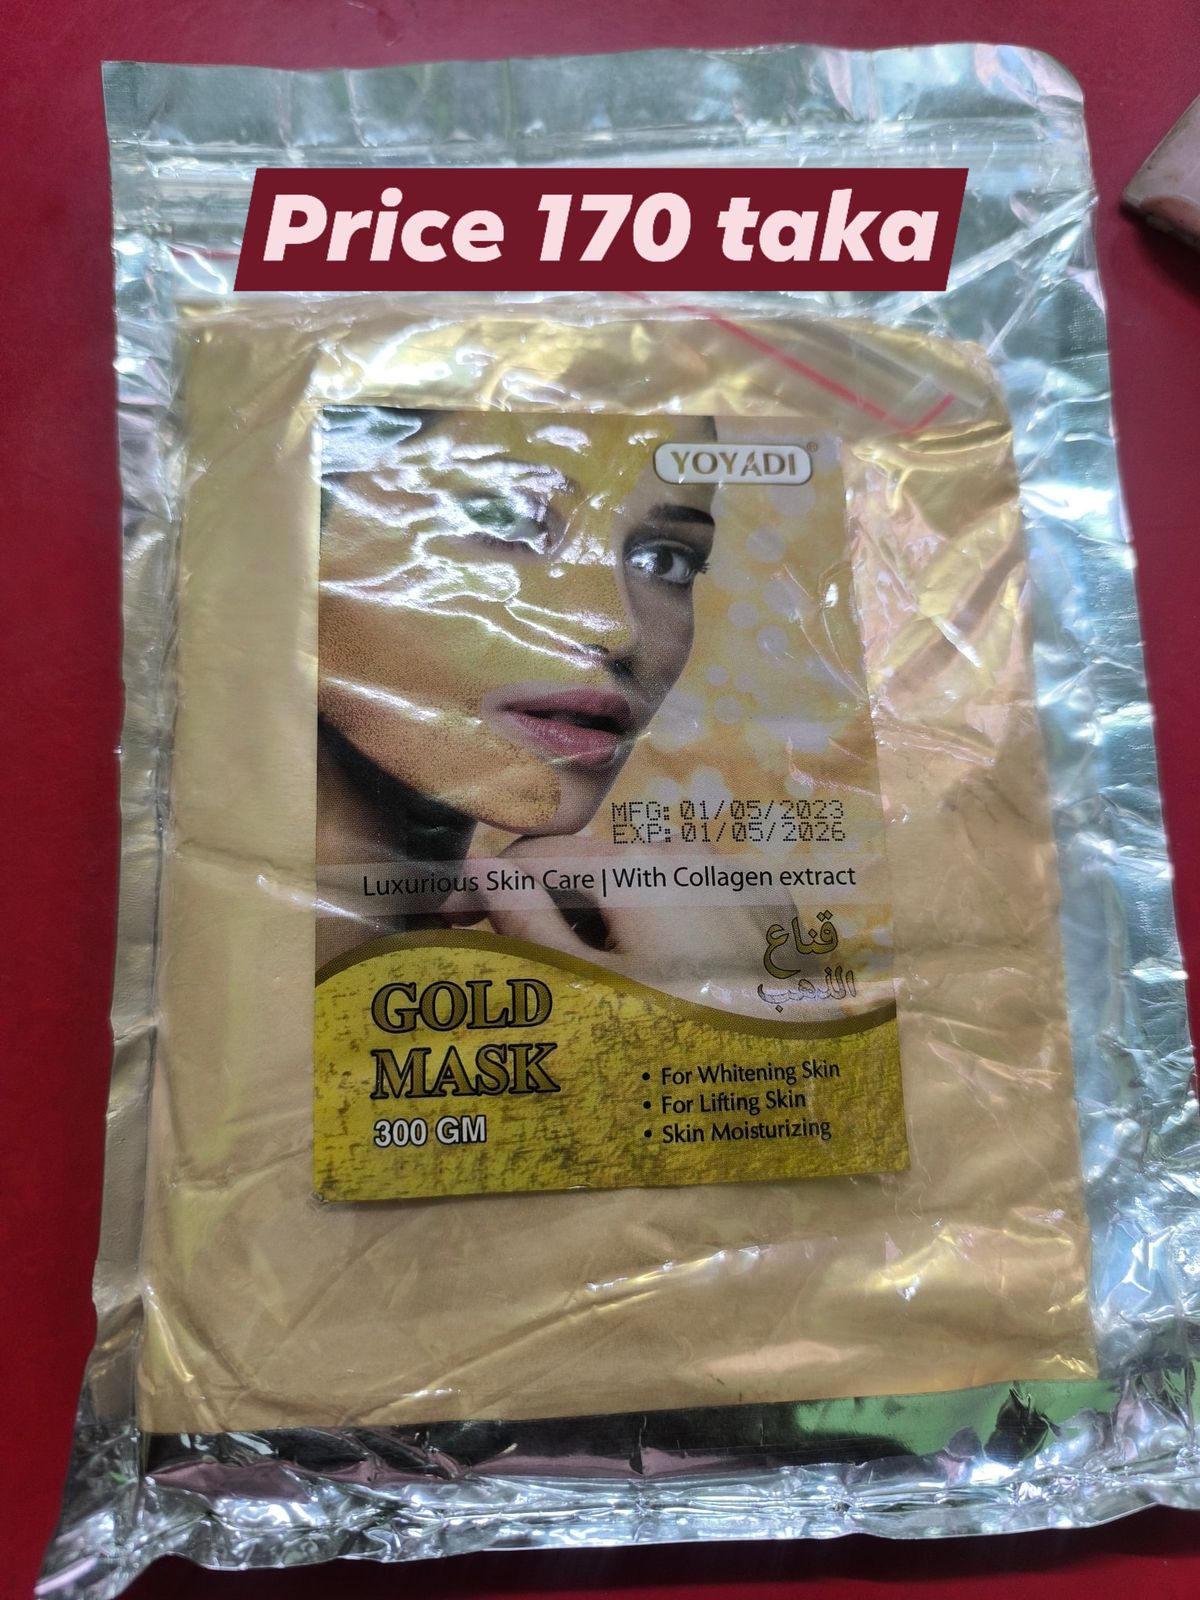 Price 170 taka
YOYADI®
MFG: 01/05/2023
EXP: 01/05/2026
Luxurious Skin Care | With Collagen extract
قناع
الذهب
GOLD
MASK
300 GM
• For Whitening Skin
• For Lifting Skin
• Skin Moisturizing